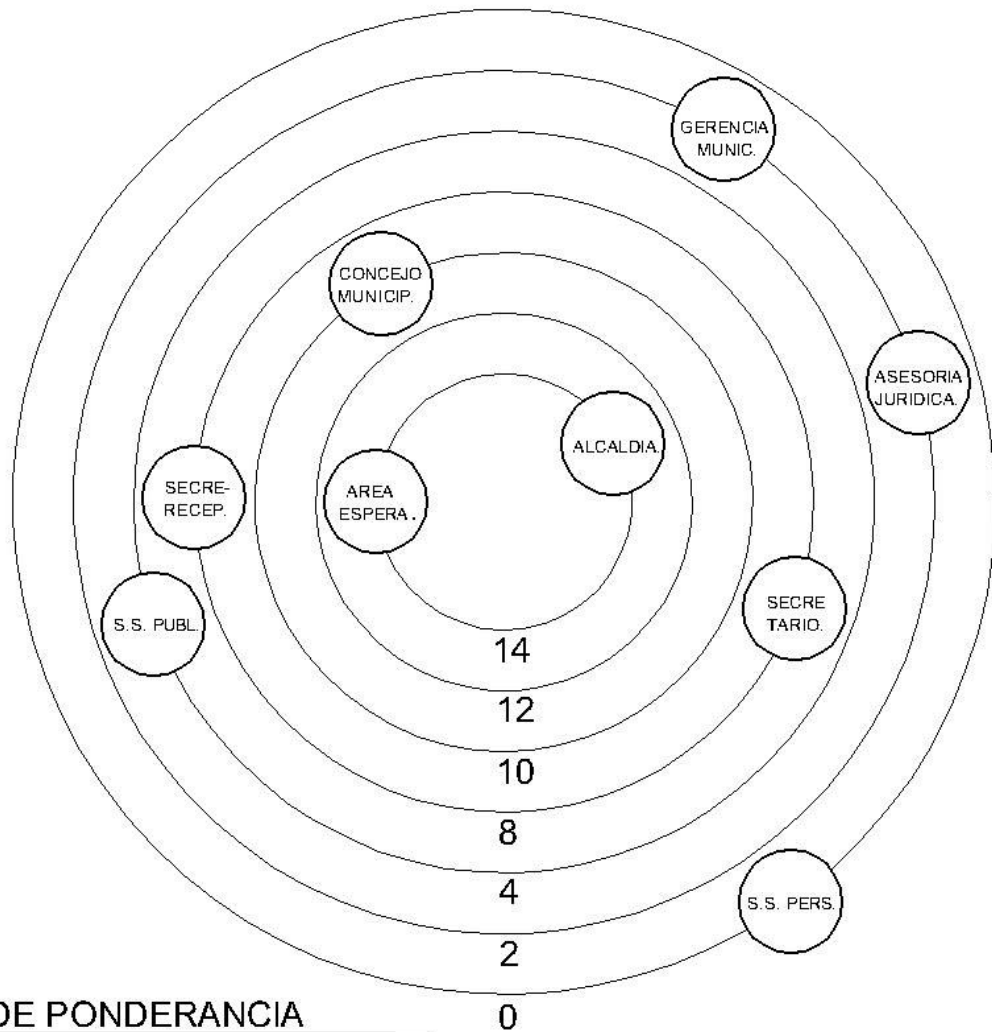 GERENCIA
MUNIC.
CONCEJO
MUNICIP.
ASESORIA
JURIDICA.
ALCALDIA.
SECRE-
RECEP.
AREA
ESPERA.
SECRE
TARIO.
S.S. PUBL.
14
12
10
8
4
S.S. PERS.
2
0
DE PONDERANCIA